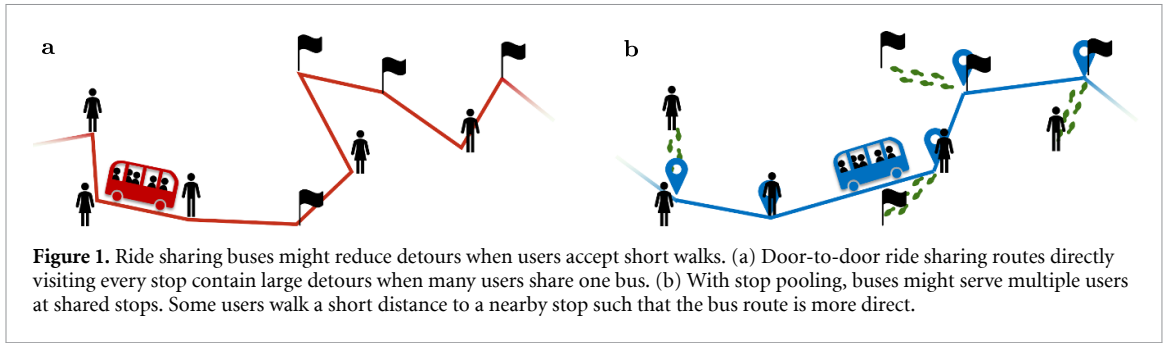 a
b
Figure 1. Ride sharing buses might reduce detours when users accept short walks. (a) Door-to-door ride sharing routes directly
visiting every stop contain large detours when many users share one bus. (b) With stop pooling, buses might serve multiple users
at shared stops. Some users walk a short distance to a nearby stop such that the bus route is more direct.